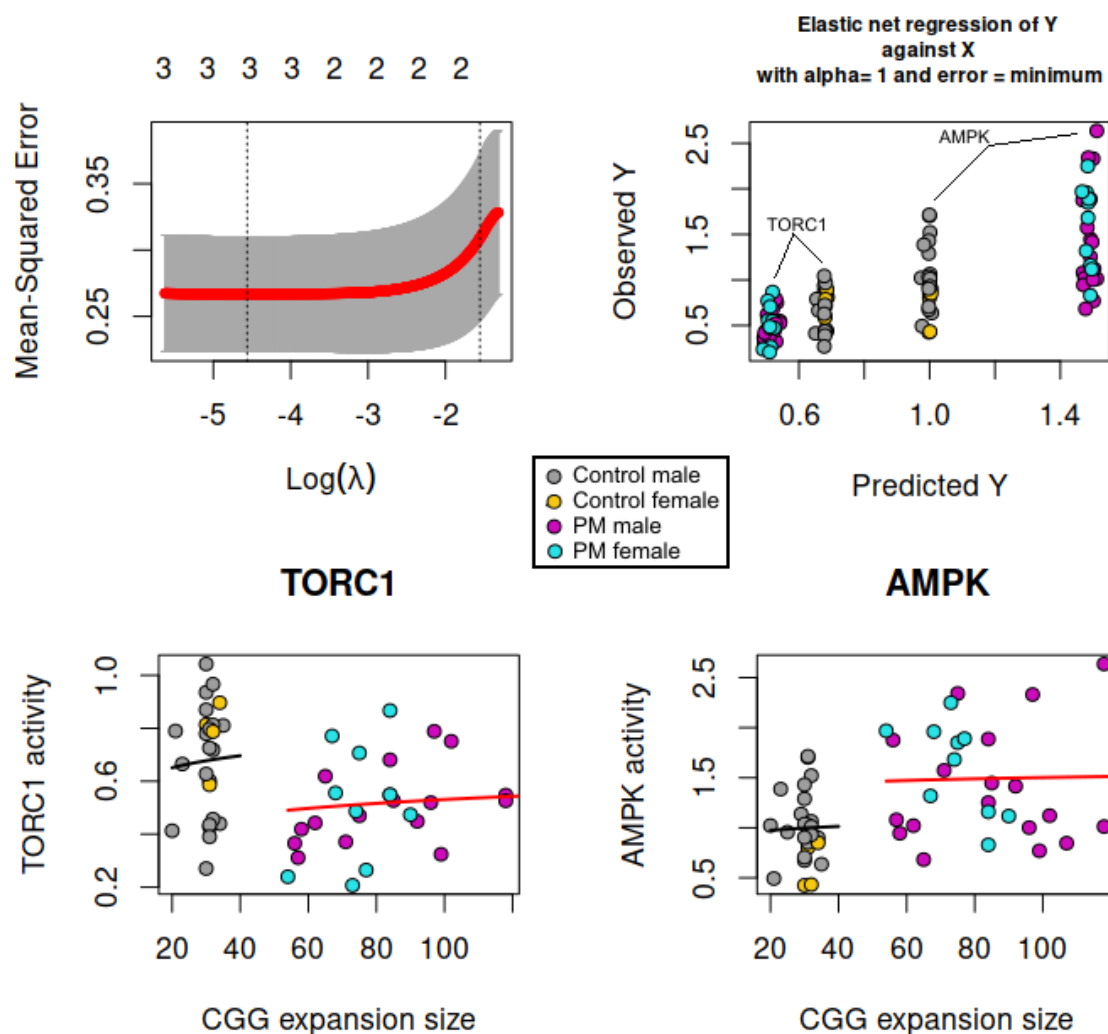 3 3 3 3 2 2 2 2
Mean-Squared Error
0.35
0.25
-5 -4 -3 -2
Log(λ)
Elastic net regression of Y
against X
with alpha= 1 and error = minimum
Observed Y
2.5
1.5
0.5
TORC1
AMPK
0.6 1.0 1.4
Predicted Y
Control male
Control female
PM male
PM female
TORC1
TORC1 activity
1.0
0.6
0.2
20 40 60 80 100
CGG expansion size
AMPK
AMPK activity
2.5
1.5
0.5
20 40 60 80 100
CGG expansion size